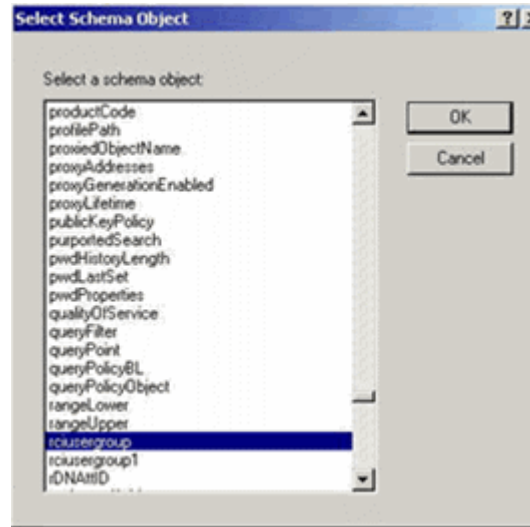 Select Schema Object
?
Select a schema object:
productCode
profilePath
proxiedObjectName
proxyAddresses
proxyGenerationEnabled
proxyLifetime
publicKeyPolicy
purportedSearch
pwdHistoryLength
pwdLastSet
pwdProperties
qualityOfService
queryFilter
queryPoint
queryPolicyBL
queryPolicyObject
rangeLower
rangeUpper
rciusergroup
rciusergroup1
rDNAttID
OK
Cancel